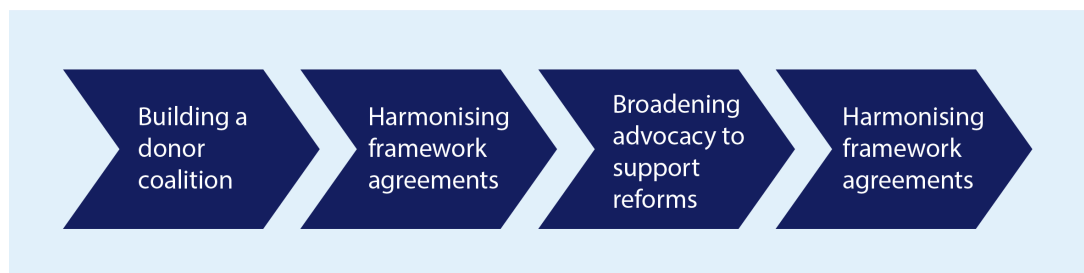 Building a
donor
coalition
Harmonising
framework
agreements
Broadening
advocacy to
support
reforms
Harmonising
framework
agreements